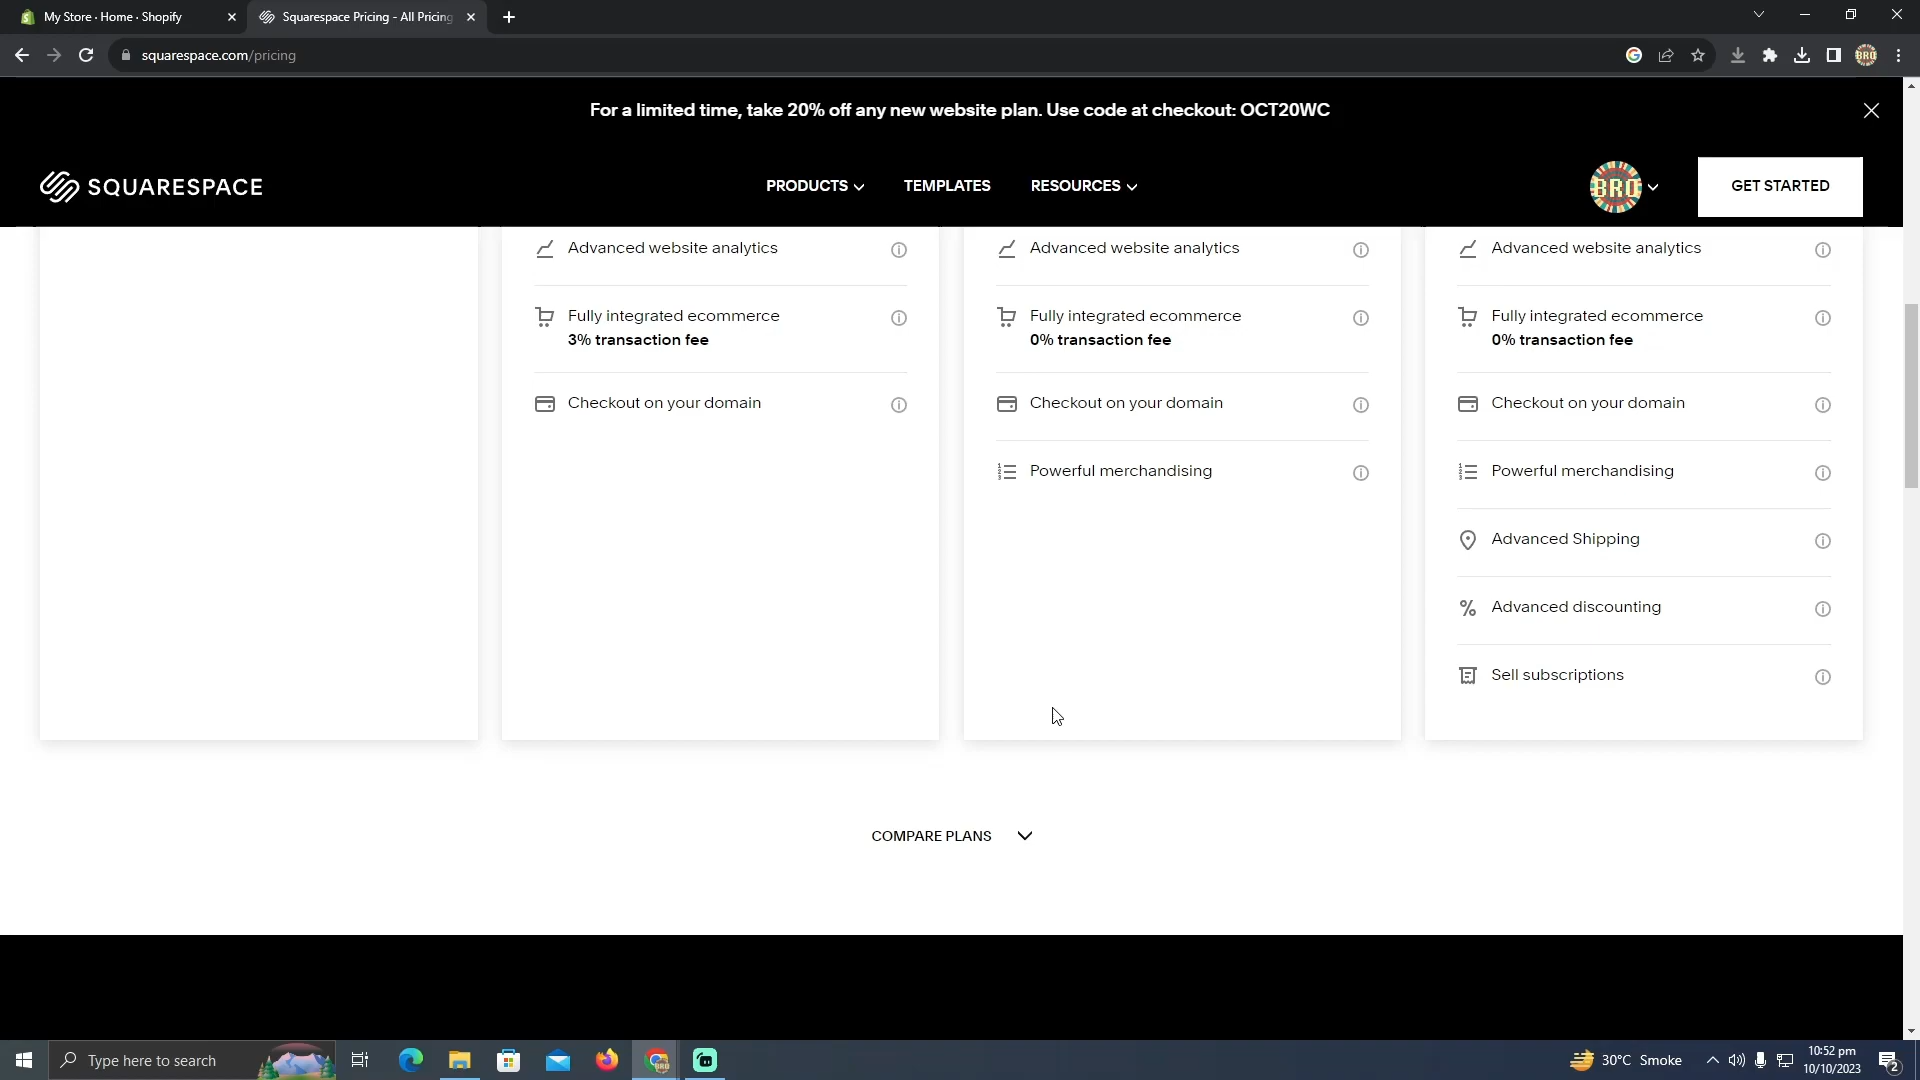 My Store · Home · Shopify
Squarespace Pricing - All Pricing
squarespace.com/pricing
BRO
For a limited time, take 20% off any new website plan. Use code at checkout: OCT20WC
SQUARESPACE
PRODUCTS
TEMPLATES
RESOURCES
BRO
GET STARTED
Advanced website analytics
Fully integrated ecommerce
3% transaction fee
Checkout on your domain
Advanced website analytics
Fully integrated ecommerce
0% transaction fee
Checkout on your domain
Powerful merchandising
Advanced website analytics
Fully integrated ecommerce
0% transaction fee
Checkout on your domain
Powerful merchandising
Advanced Shipping
Advanced discounting
Sell subscriptions
COMPARE PLANS
Type here to search
30°C Smoke
10:52 pm
10/10/2023
2